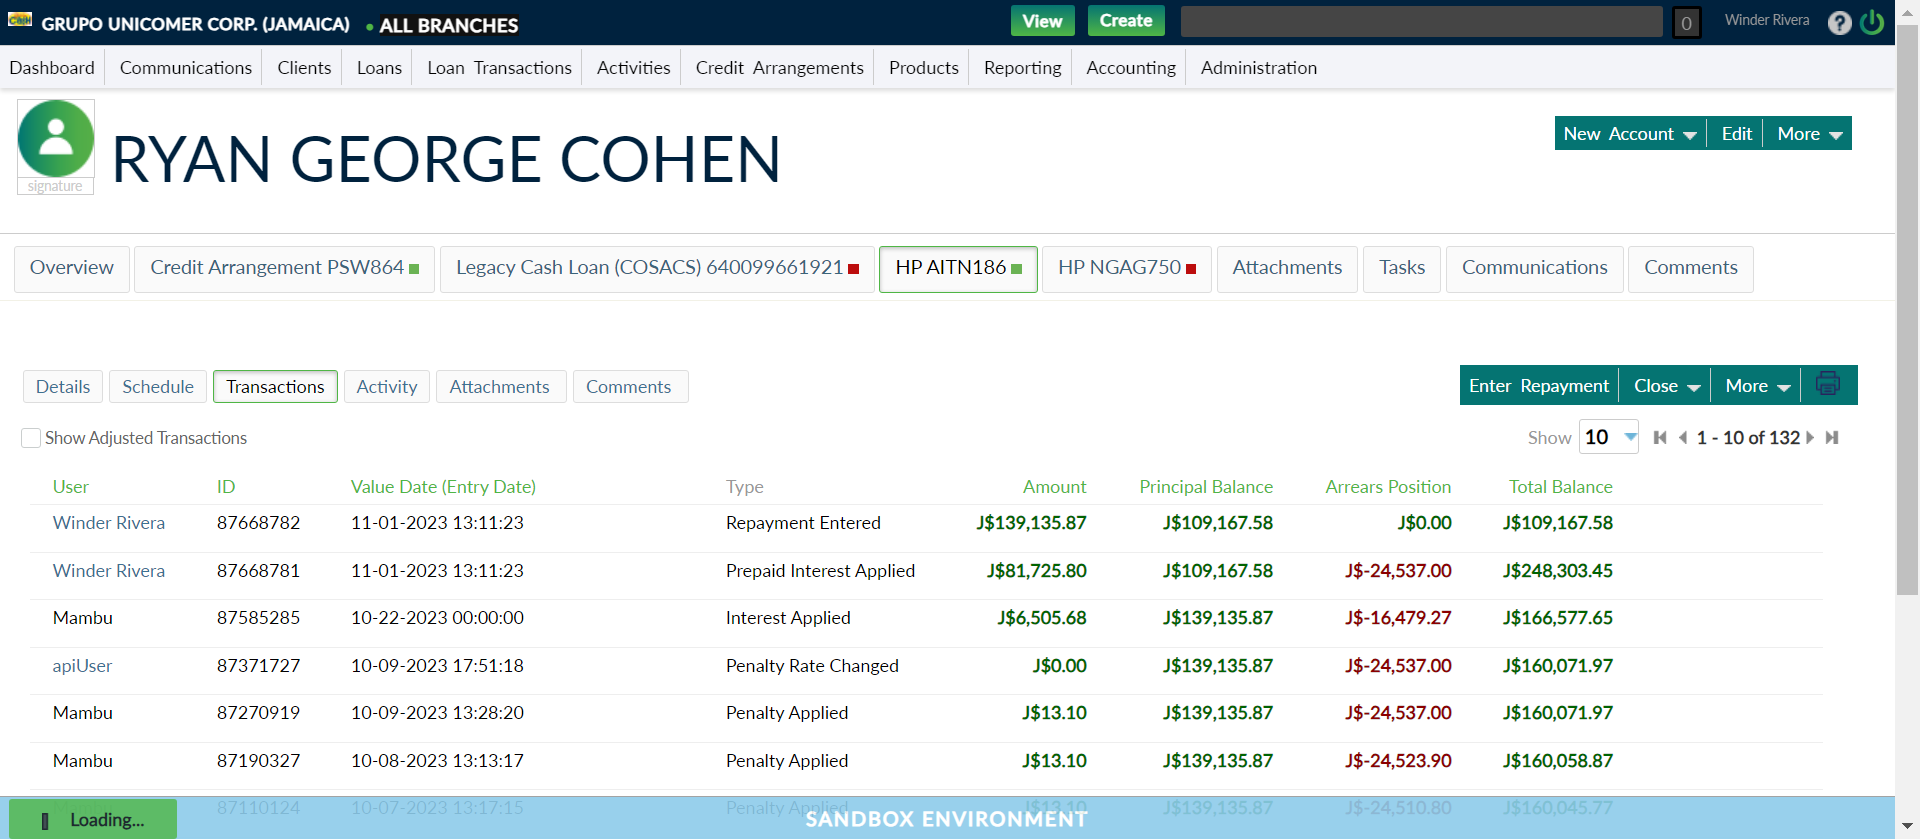 GRUPO UNICOMER CORP. (JAMAICA) • ALL BRANCHES View Create 0 Winder Rivera ?
Dashboard Communications Clients Loans Loan Transactions Activities Credit Arrangements Products Reporting Accounting Administration
RYAN GEORGE COHEN
signature
New Account Edit More
Overview Credit Arrangement PSW864 Legacy Cash Loan (COSACS) 640099661921 HP AITN186 HP NGAG750 Attachments Tasks Communications Comments
Details Schedule Transactions Activity Attachments Comments
Enter Repayment Close More
Show Adjusted Transactions
Show 10 1 - 10 of 132
User ID Value Date (Entry Date) Type Amount Principal Balance Arrears Position Total Balance
Winder Rivera 87668782 11-01-2023 13:11:23 Repayment Entered J$139,135.87 J$109,167.58 J$0.00 J$109,167.58
Winder Rivera 87668781 11-01-2023 13:11:23 Prepaid Interest Applied J$81,725.80 J$109,167.58 J$-24,537.00 J$248,303.45
Mambu 87585285 10-22-2023 00:00:00 Interest Applied J$6,505.68 J$139,135.87 J$-16,479.27 J$166,577.65
apiUser 87371727 10-09-2023 17:51:18 Penalty Rate Changed J$0.00 J$139,135.87 J$-24,537.00 J$160,071.97
Mambu 87270919 10-09-2023 13:28:20 Penalty Applied J$13.10 J$139,135.87 J$-24,537.00 J$160,071.97
Mambu 87190327 10-08-2023 13:13:17 Penalty Applied J$13.10 J$139,135.87 J$-24,523.90 J$160,058.87
Mambu 87110124 10-07-2023 13:17:15 Penalty Applied J$13.10 J$139,135.87 J$-24,510.80 J$160,045.77
Loading... SANDBOX ENVIRONMENT